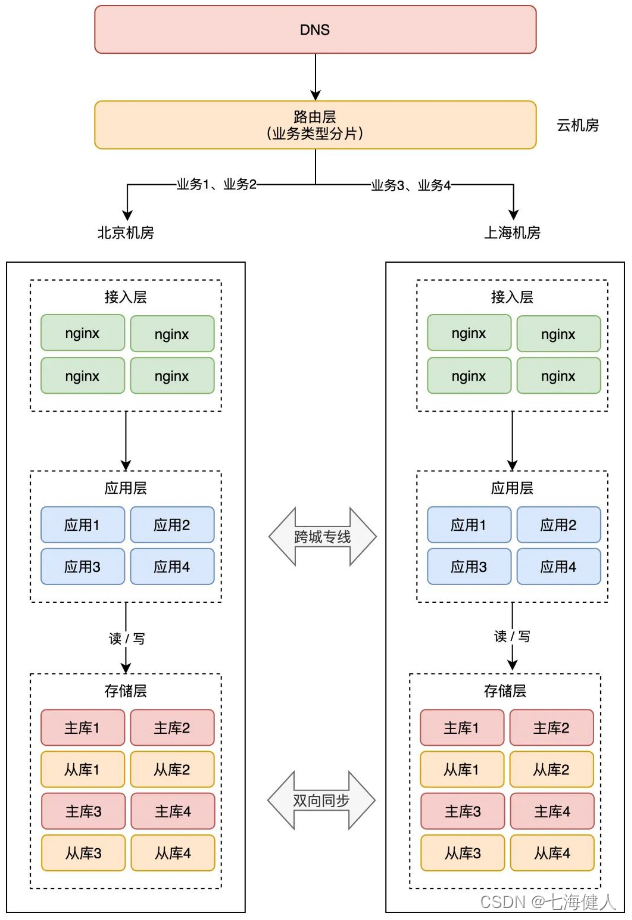 DNS
路由层
（业务类型分片）
云机房
业务1、业务2
业务3、业务4
北京机房
上海机房
接入层
nginx
nginx
nginx
nginx
接入层
nginx
nginx
nginx
nginx
应用层
应用1
应用2
应用3
应用4
跨城专线
应用层
应用1
应用2
应用3
应用4
读 / 写
读 / 写
存储层
主库1
主库2
从库1
从库2
主库3
主库4
从库3
从库4
双向同步
存储层
主库1
主库2
从库1
从库2
主库3
主库4
从库3
从库4
CSDN @七海健人